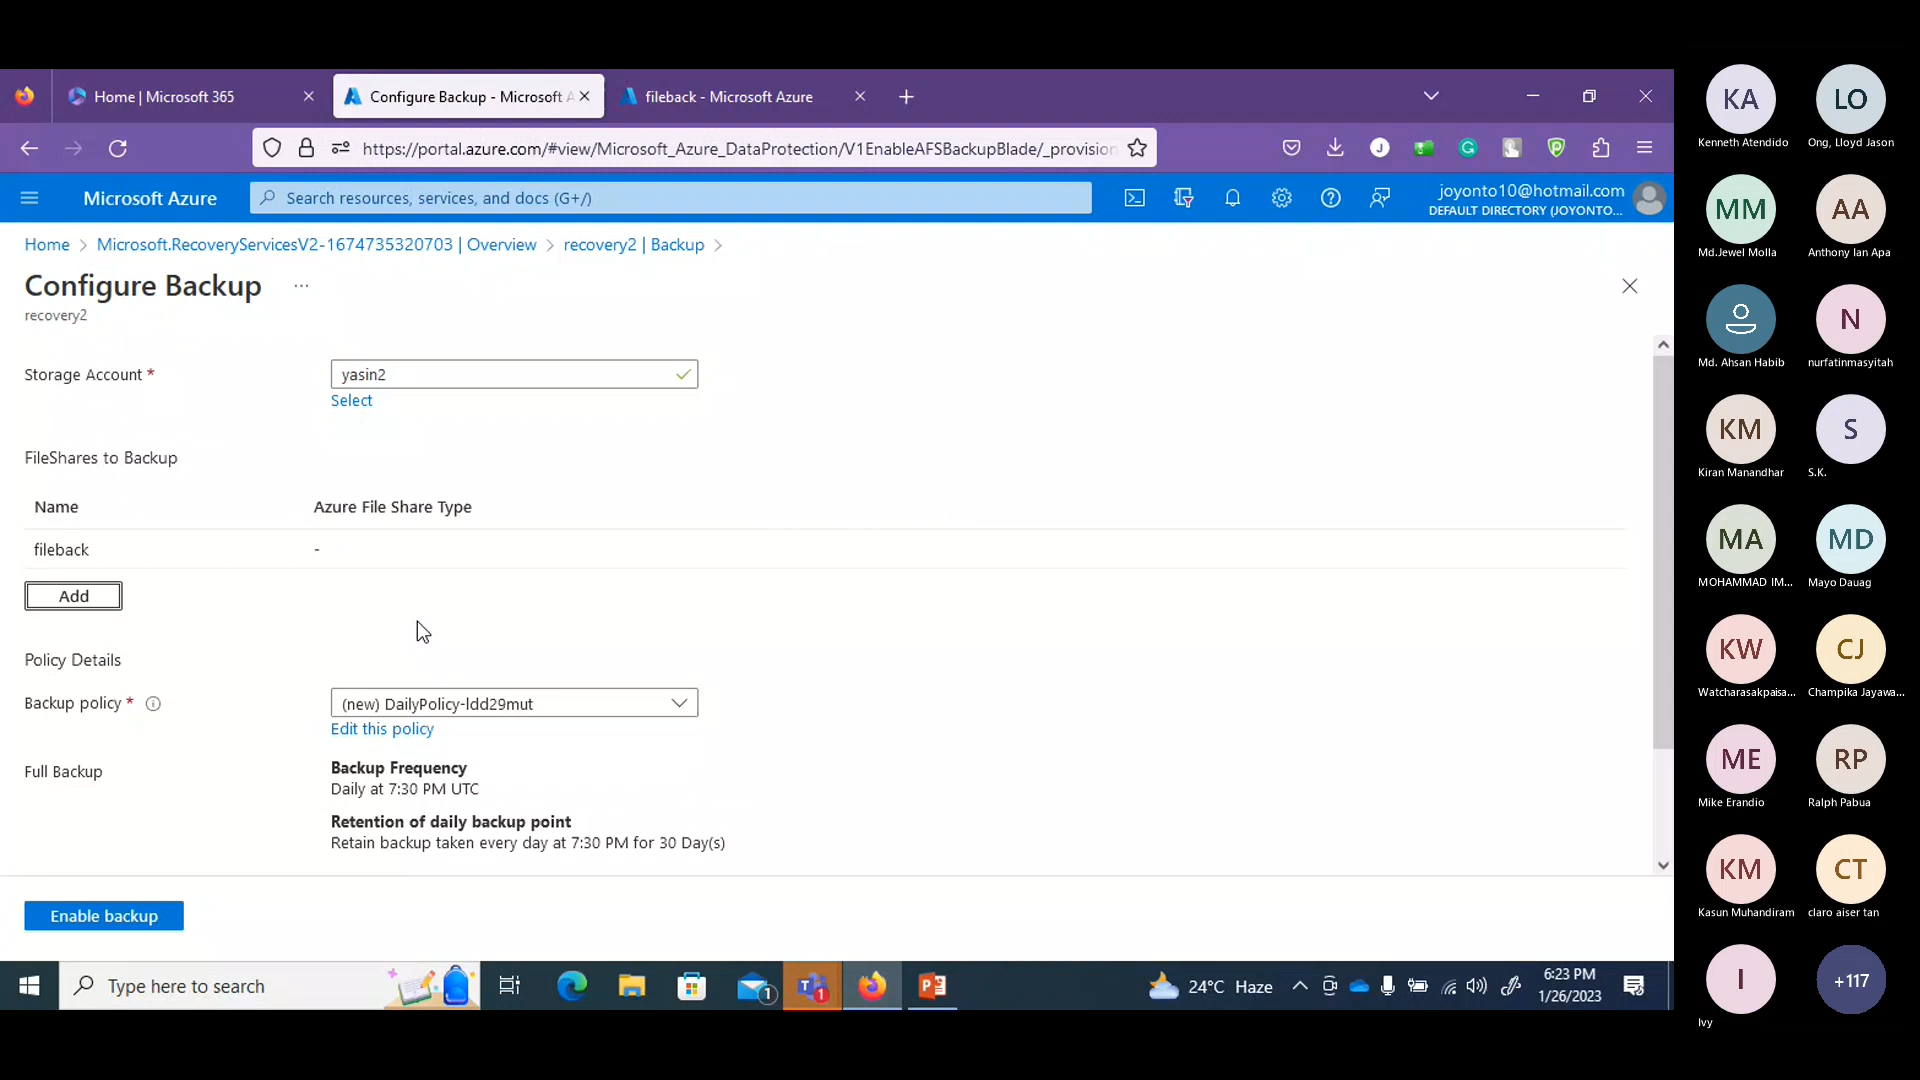 Home | Microsoft 365
Configure Backup - Microsoft A
fileback - Microsoft Azure
https://portal.azure.com/#view/Microsoft_Azure_DataProtection/V1EnableAFSBackupBlade/_provision
Microsoft Azure
Search resources, services, and docs (G+/)
joyonto10@hotmail.com
DEFAULT DIRECTORY (JOYONTO...
Home > Microsoft.RecoveryServicesV2-1674735320703 | Overview > recovery2 | Backup >
Configure Backup ...
recovery2
Storage Account *
yasin2
Select
FileShares to Backup
Name
Azure File Share Type
fileback
-
Add
Policy Details
Backup policy *
(new) DailyPolicy-ldd29mut
Edit this policy
Full Backup
Backup Frequency
Daily at 7:30 PM UTC
Retention of daily backup point
Retain backup taken every day at 7:30 PM for 30 Day(s)
Enable backup
Type here to search
1
1
24°C Haze
6:23 PM
1/26/2023
KA
Kenneth Atendido
LO
Ong, Lloyd Jason
MM
Md.Jewel Molla
AA
Anthony Ian Apa
Md. Ahsan Habib
N
nurfatinmasyitah
KM
Kiran Manandhar
S
S.K.
MA
MOHAMMAD IM...
MD
Mayo Dauag
KW
Watcharasakpaisa...
CJ
Champika Jayawa...
ME
Mike Erandio
RP
Ralph Pabua
KM
Kasun Muhandiram
CT
claro aiser tan
I
Ivy
+117